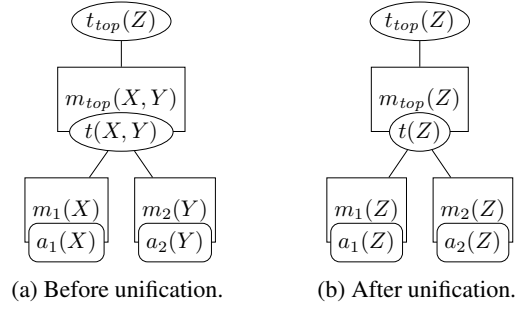 t_top(Z) t_top(Z)
m_top(X, Y) m_top(Z)
t(X, Y) t(Z)
m_1(X) m_2(Y) m_1(Z) m_2(Z)
a_1(X) a_2(Y) a_1(Z) a_2(Z)
(a) Before unification. (b) After unification.